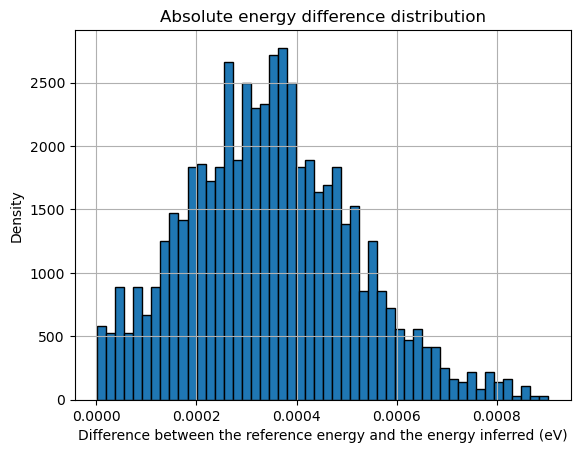 Absolute energy difference distribution
Density
2500
2000
1500
1000
500
0
0.0000 0.0002 0.0004 0.0006 0.0008
Difference between the reference energy and the energy inferred (eV)